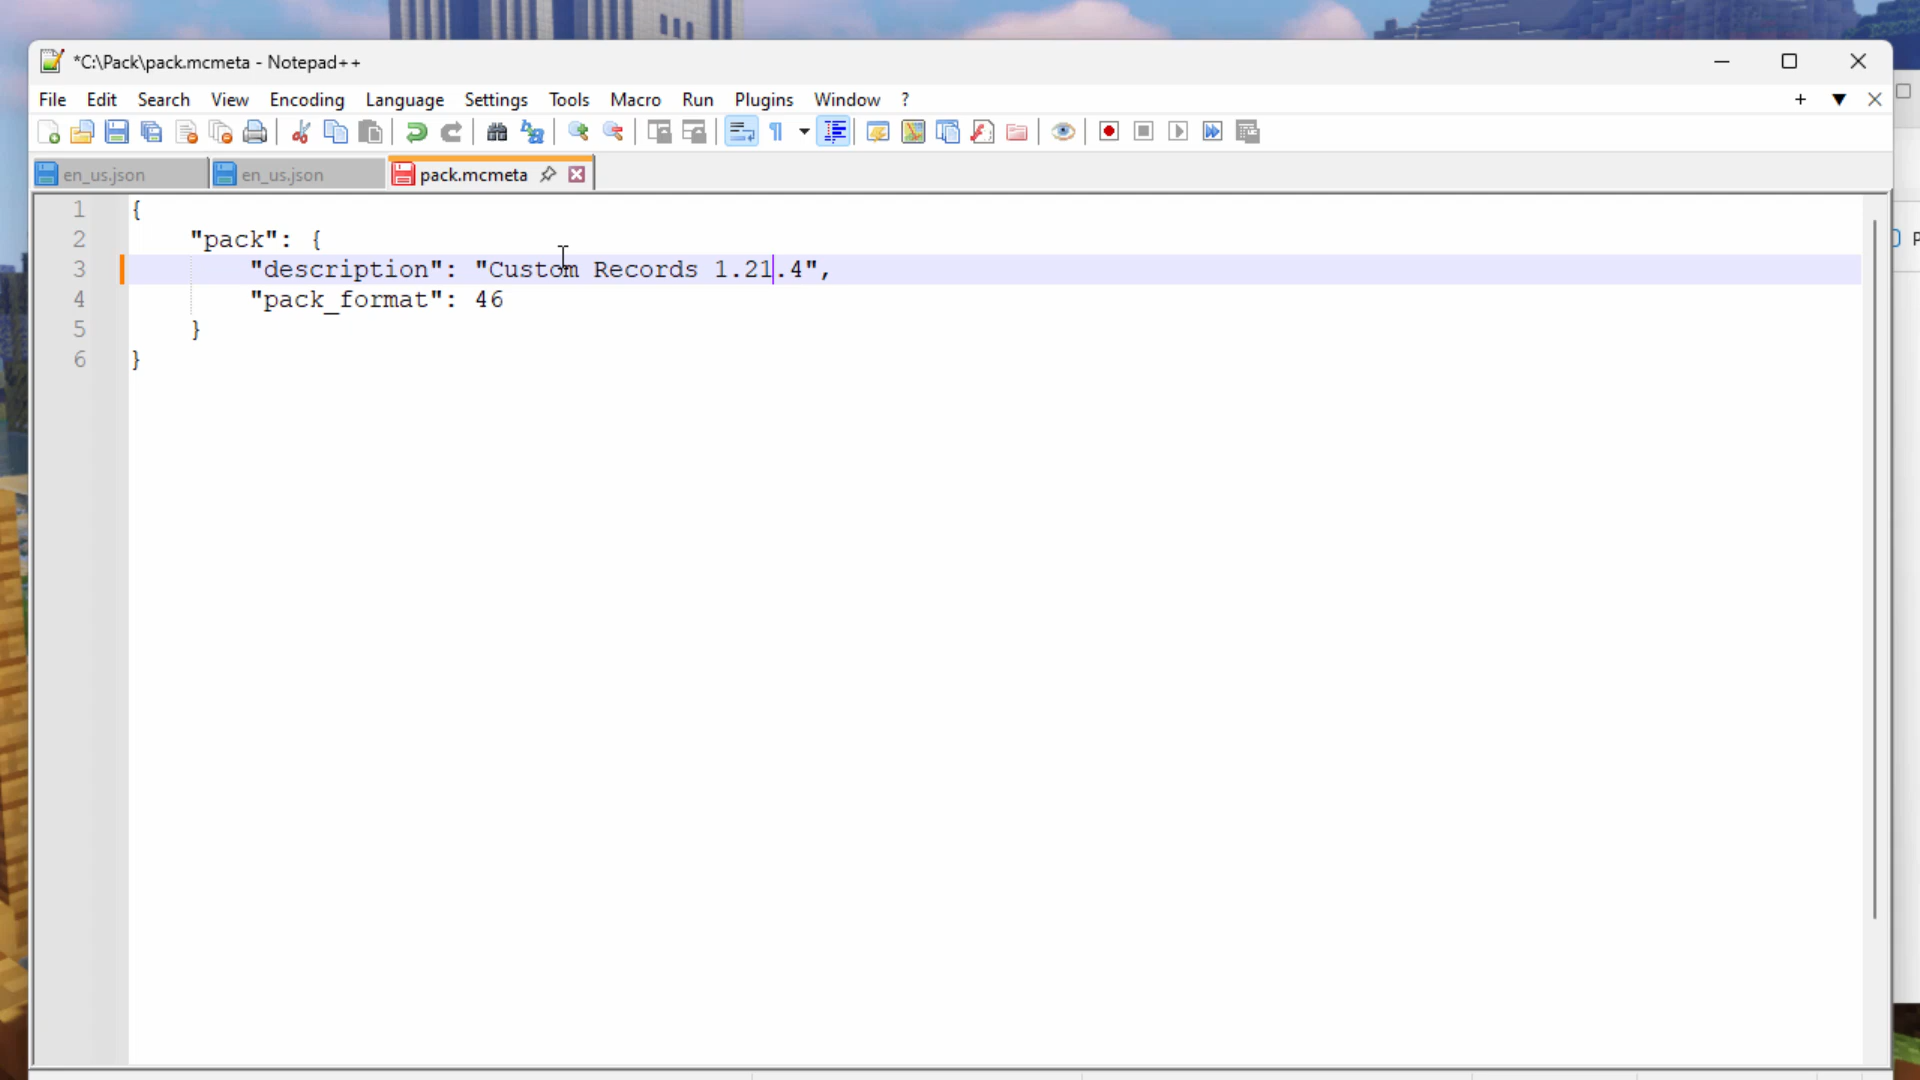 *C:\Pack\pack.mcmeta - Notepad++
File Edit Search View Encoding Language Settings Tools Macro Run Plugins Window ?
en_us.json en_us.json pack.mcmeta
1 {
2 "pack": {
3 "description": "Custom Records 1.21.4",
4 "pack_format": 46
5 }
6 }